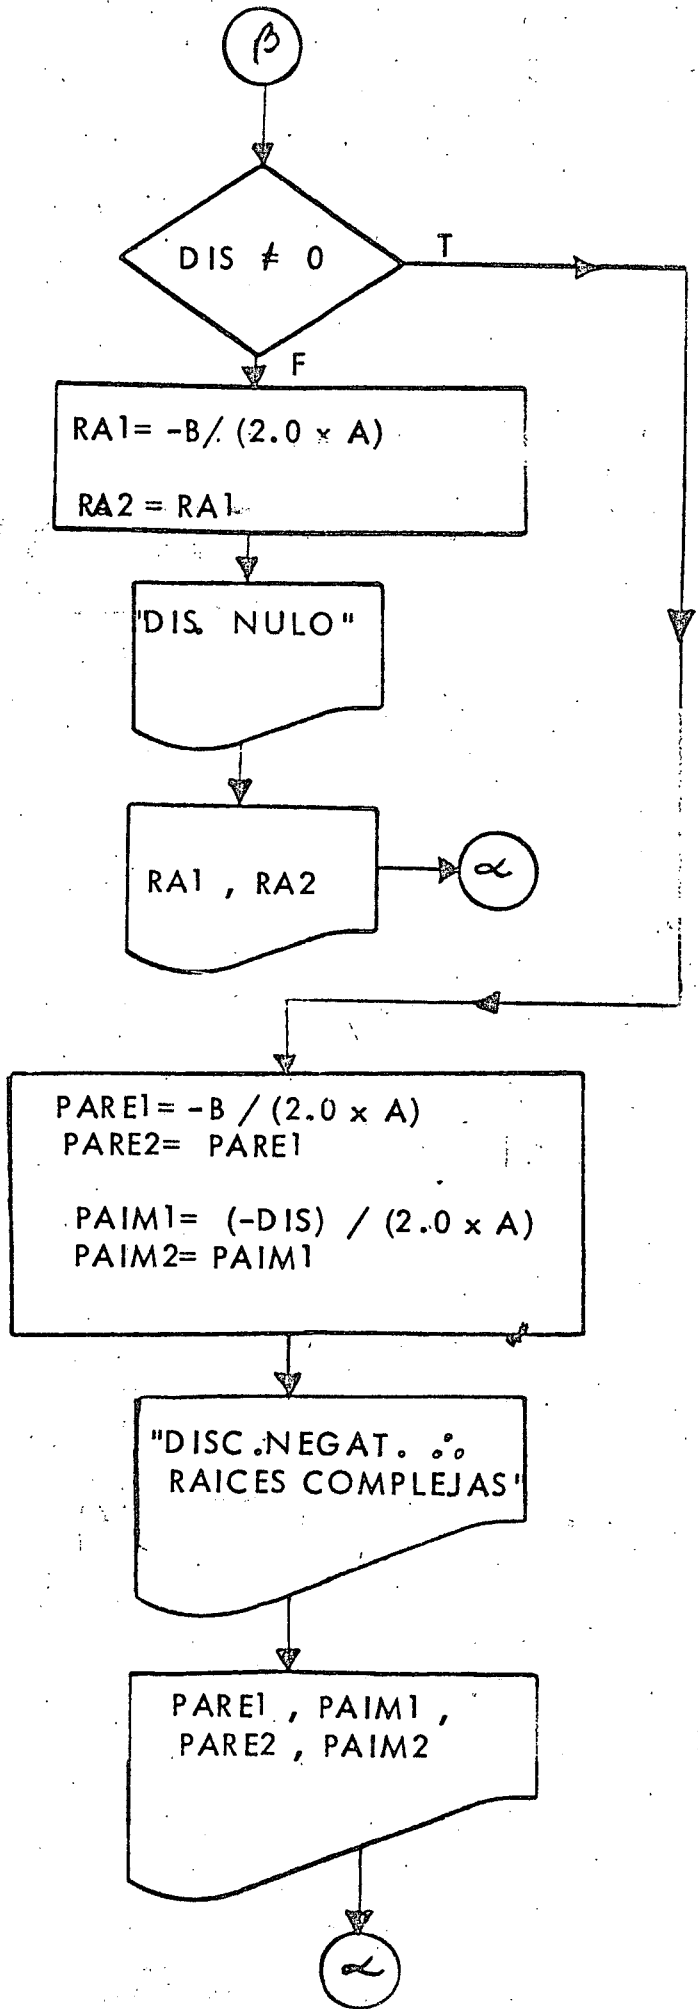 β
DIS ≠ 0
T
F
RA1= -B/ (2.0 x A)
RA2 = RA1
"DIS. NULO"
RA1 , RA2
α
PARE1= -B / (2.0 x A)
PARE2= PARE1
PAIM1= (-DIS) / (2.0 x A)
PAIM2= PAIM1
"DISC.NEGAT. ∴
RAICES COMPLEJAS"
PARE1 , PAIM1 ,
PARE2 , PAIM2
α